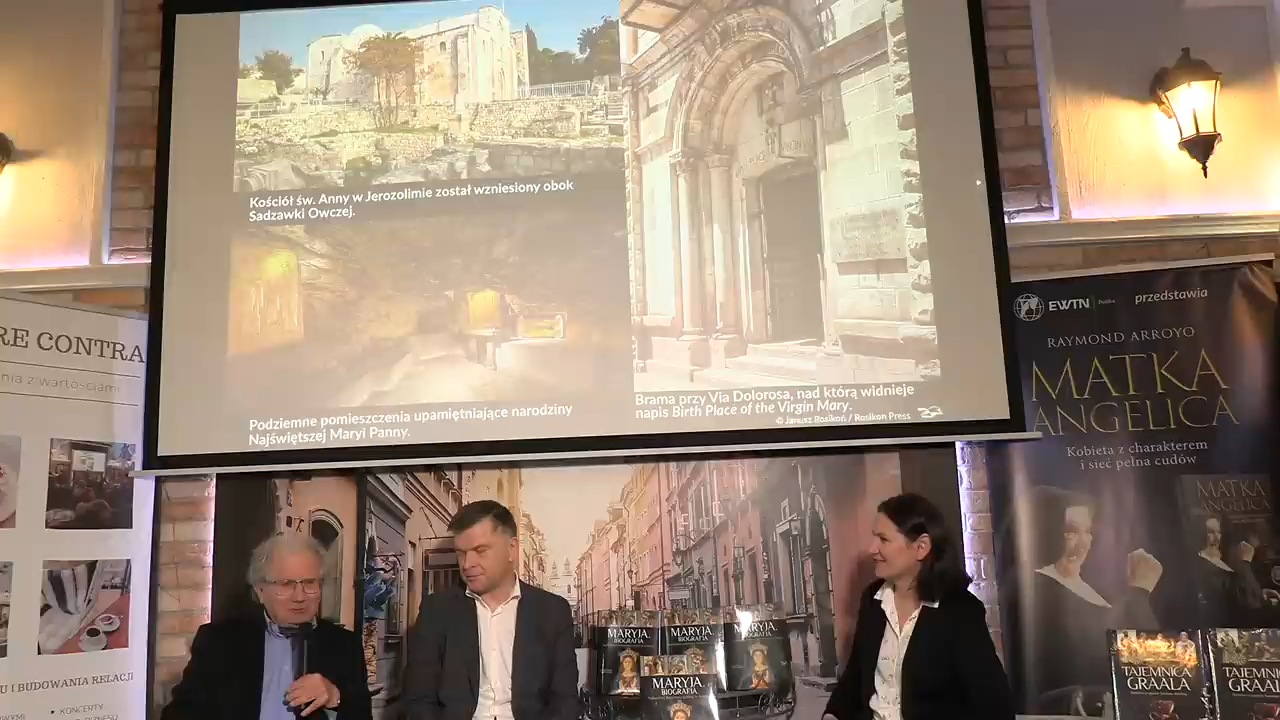 Kościół św. Anny w Jerozolimie został wzniesiony obok
Sadzawki Owczej.
Podziemne pomieszczenia upamiętniające narodziny
Najświętszej Maryi Panny.
Brama przy Via Dolorosa, nad którą widnieje
napis Birth Place of the Virgin Mary.
© Janusz Rosikoń / Rosikon Press
RE CONTRA
nia z wartościami
U I BUDOWANIA RELACJI
• KONCERTY
EWTN
Polska
przedstawia
RAYMOND ARROYO
MATKA
ANGELICA
Kobieta z charakterem
i sieć pełna cudów
MATKA
ANGELICA
MARYJA.
BIOGRAFIA
MARYJA.
BIOGRAFIA
MARYJA.
BIOGRAFIA
MARYJA
BIOGRAFIA
TAJEMNICA
GRAALA
TAJEMNI
GRAAL